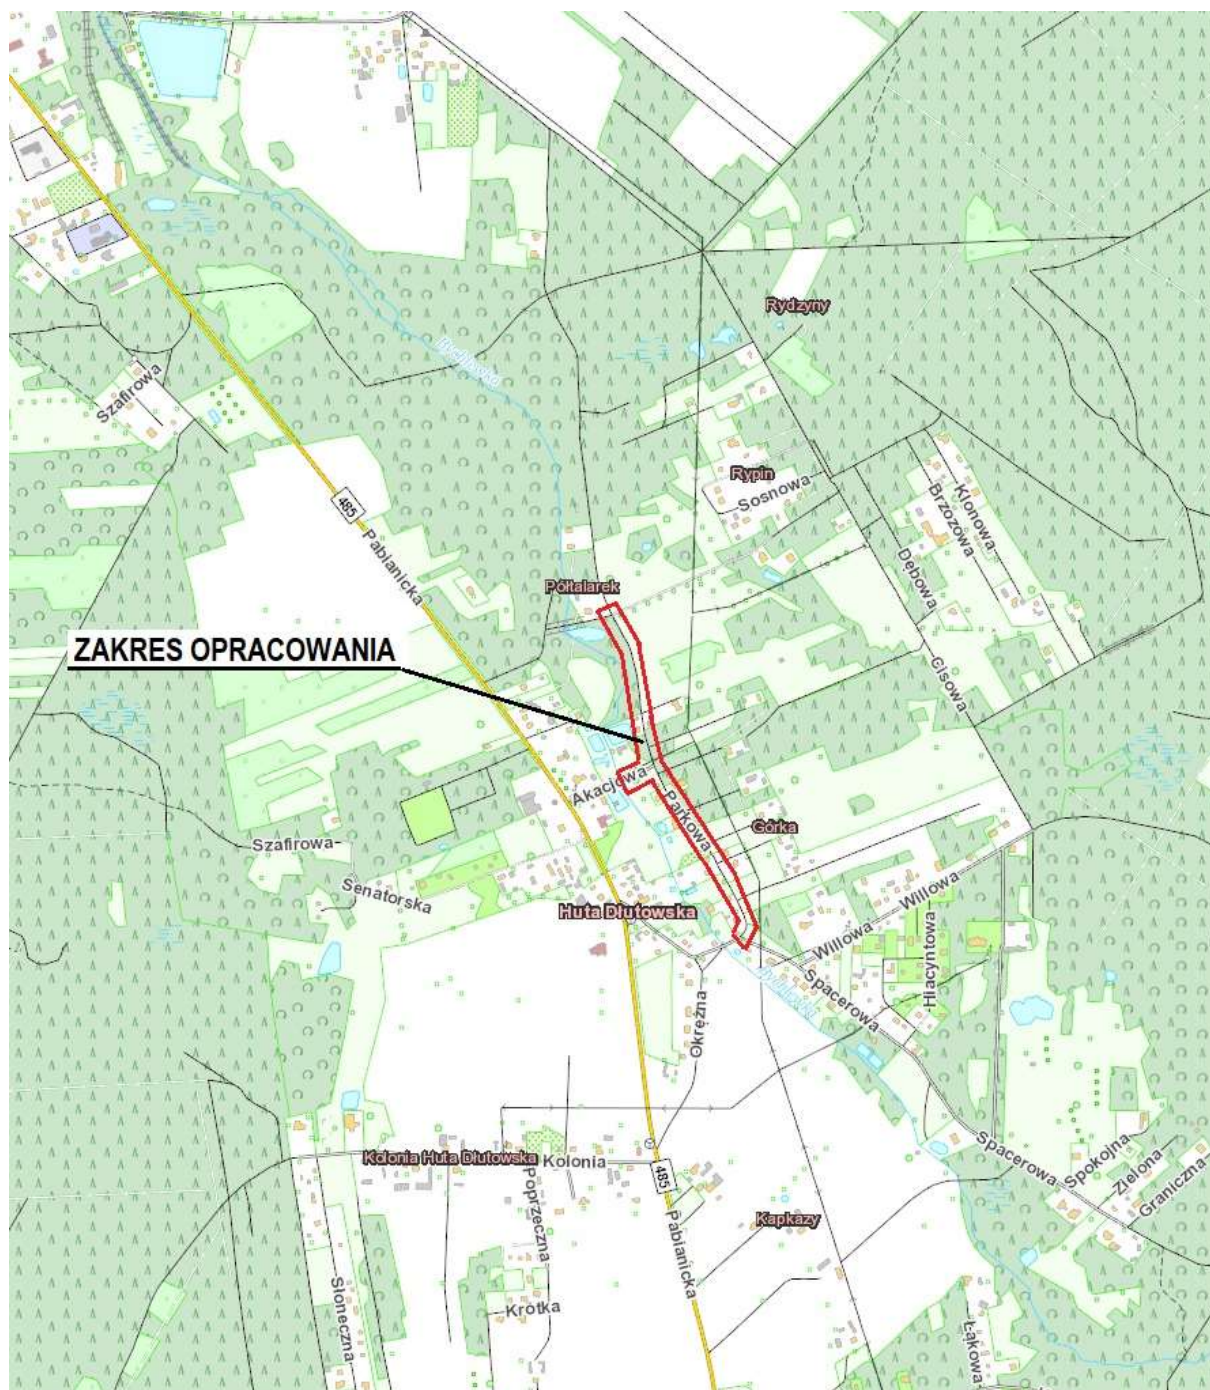 Rydzyny
Szafirowa
Rypin
Sosnowa
Klonowa
Brzozowa
485
Pabianicka
Dębowa
Półtalarek
ZAKRES OPRACOWANIA
Cisowa
Akacjowa
Parkowa
Górka
Szafirowa
Senatorska
Willowa
Huta Dłutowska
Willowa
Hiacyntowa
Spacerowa
Okrężna
Spacerowa
Spokojna
Zielona
Graniczna
Kolonia Huta Dłutowska
Kolonia
485
Poprzeczna
Kapkazy
Pabianicka
Słoneczna
Krótka
Łąkowa